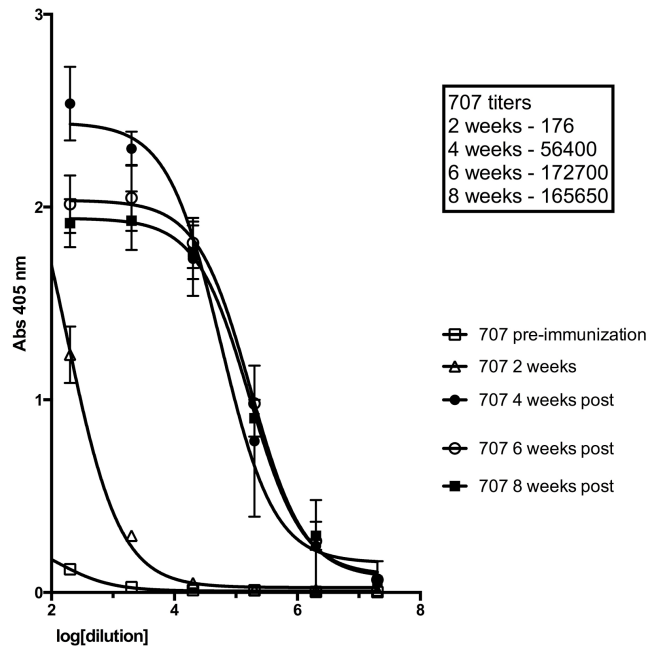 3
2
1
0
Abs 405 nm
2
4
6
8
log[dilution]
707 titers
2 weeks - 176
4 weeks - 56400
6 weeks - 172700
8 weeks - 165650
707 pre-immunization
707 2 weeks
707 4 weeks post
707 6 weeks post
707 8 weeks post